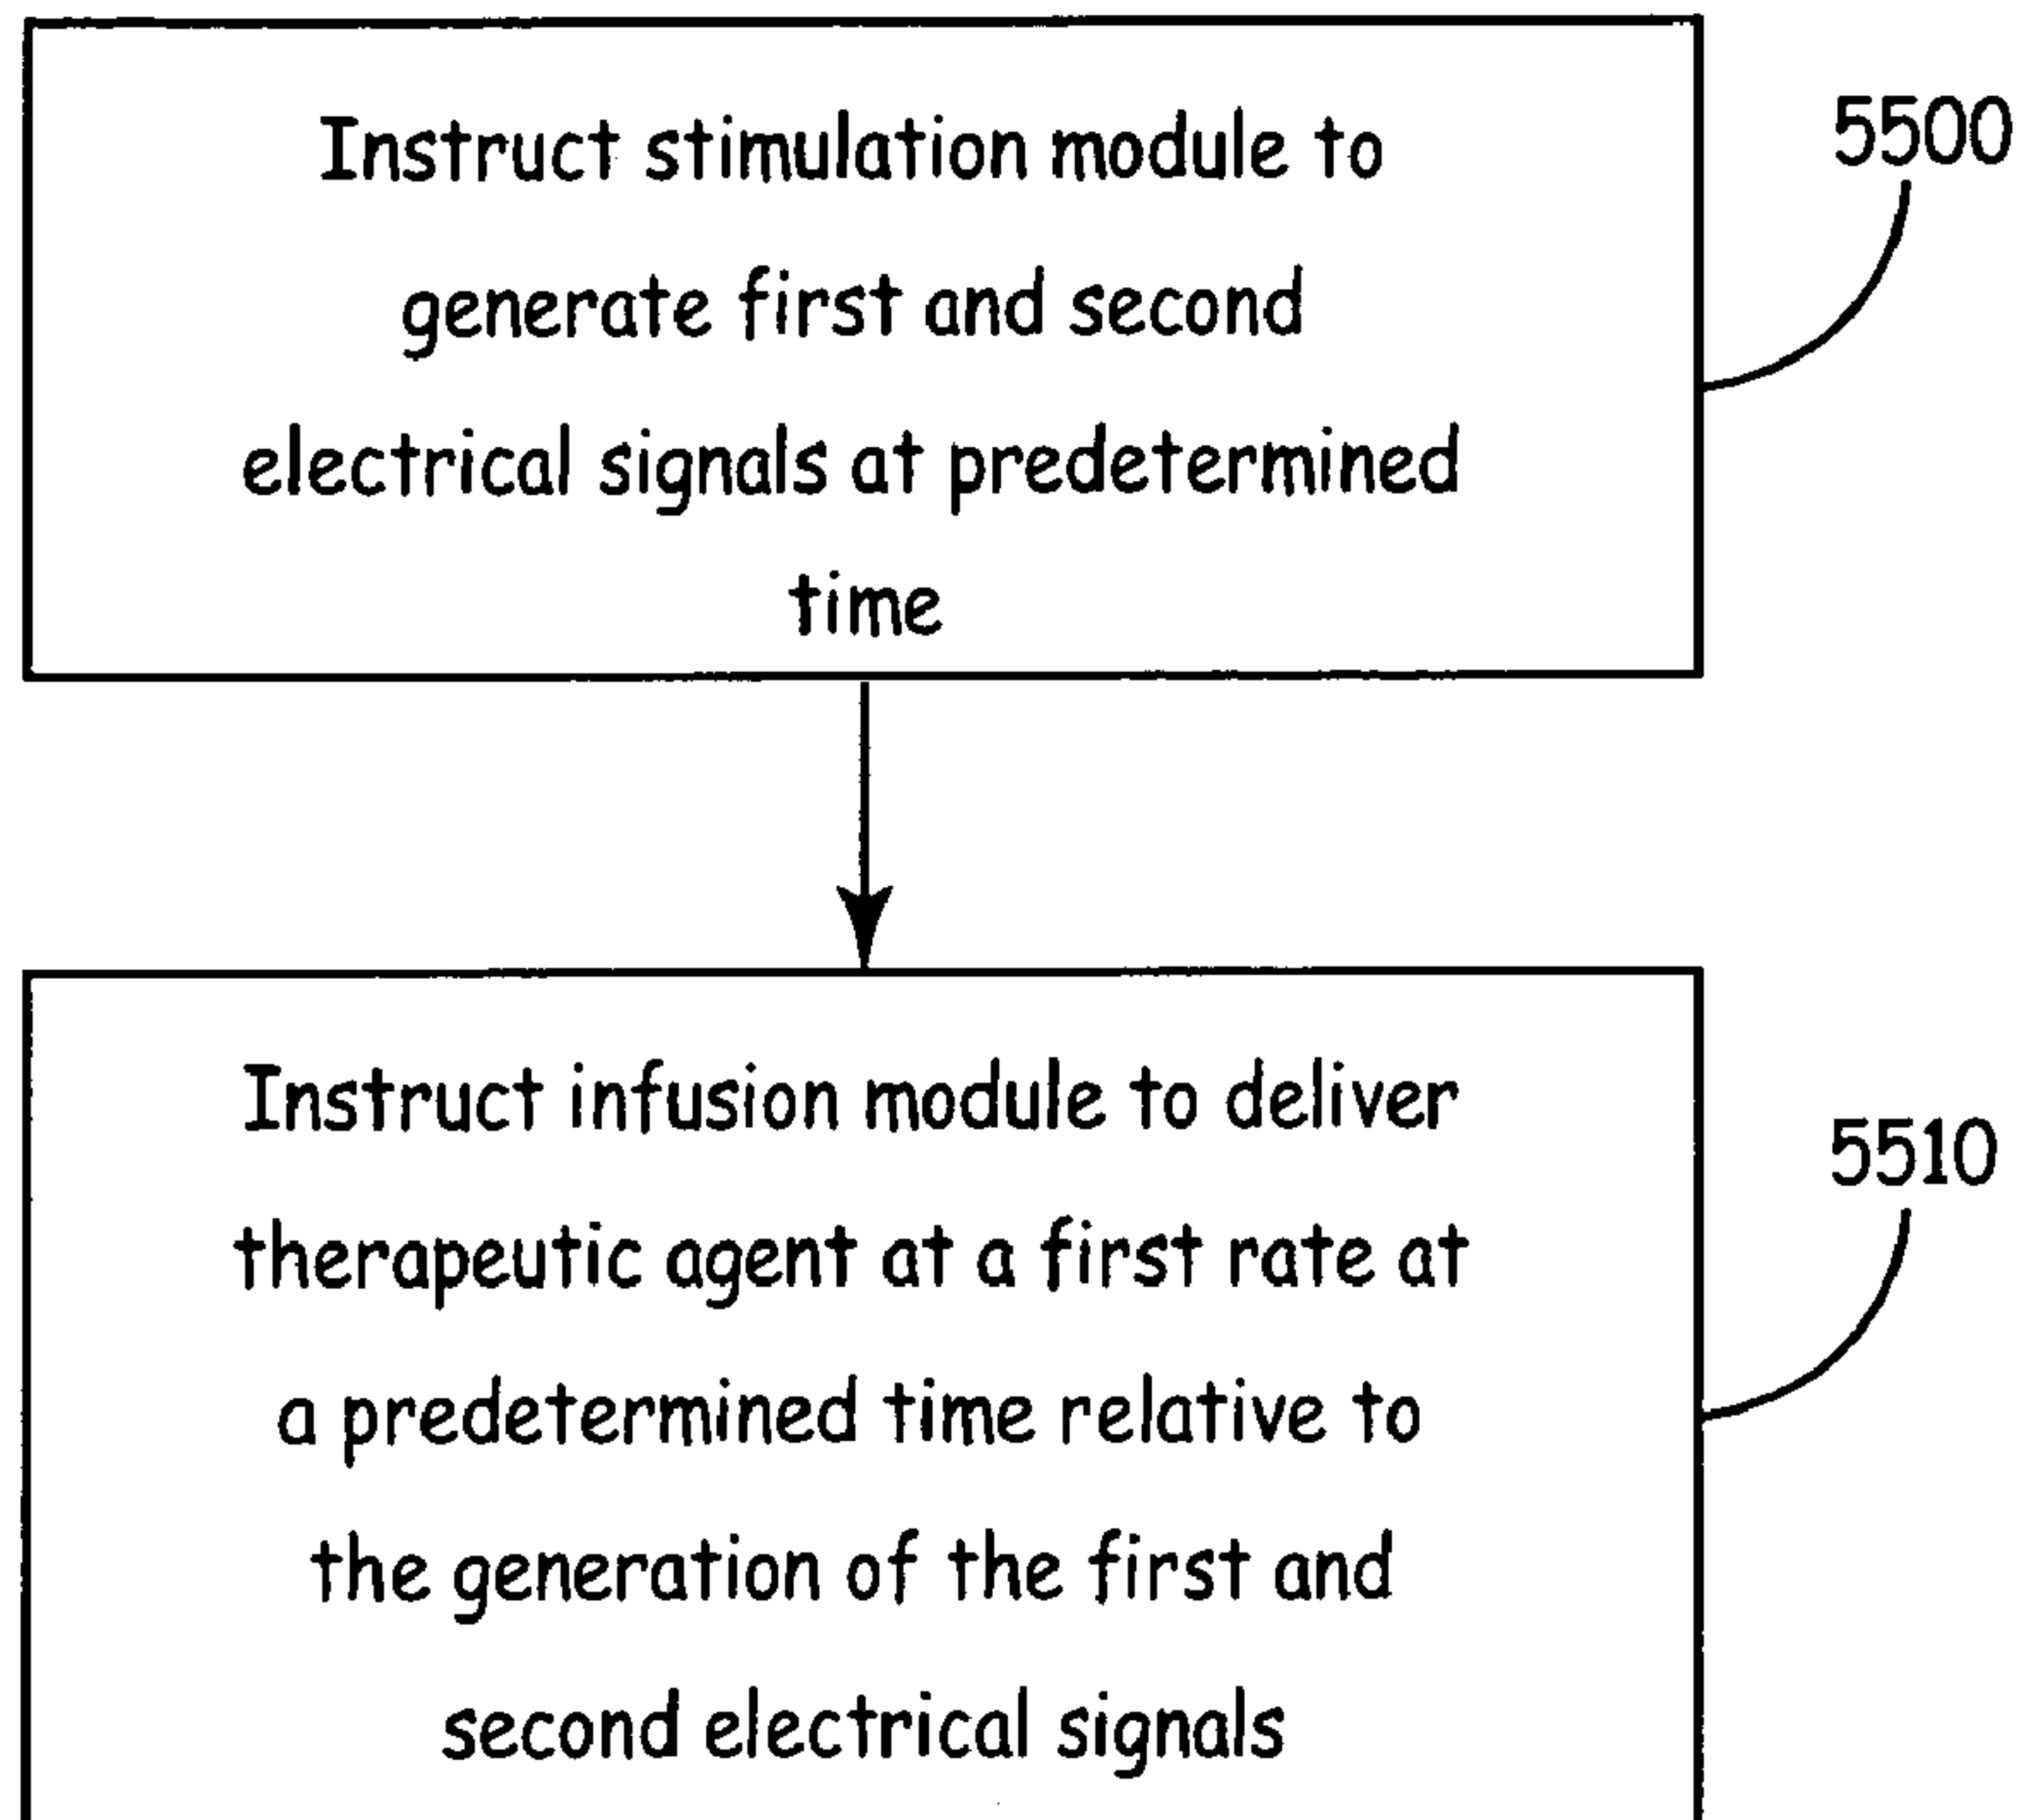 Instruct stimulation module to
generate first and second
electrical signals at predetermined
time
5500
Instruct infusion module to deliver
therapeutic agent at a first rate at
a predetermined time relative to
the generation of the first and
second electrical signals
5510